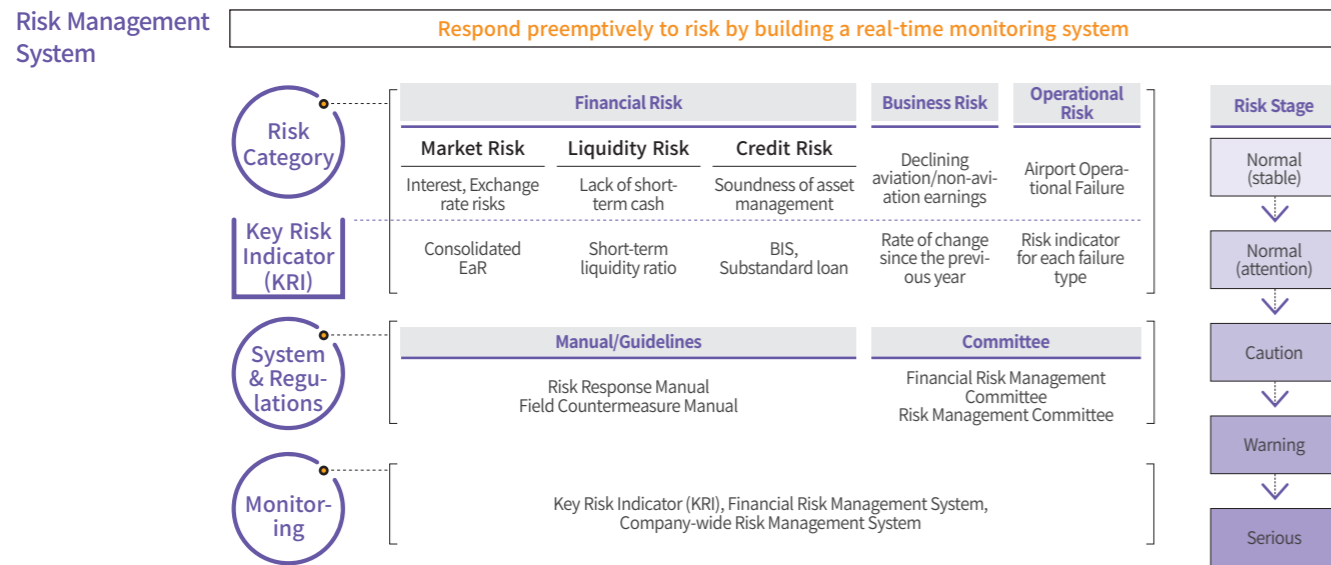 Risk Management
System
Respond preemptively to risk by building a real-time monitoring system
Risk
Category
Financial Risk
Business Risk
Operational
Risk
Market Risk
Liquidity Risk
Credit Risk
Interest, Exchange
rate risks
Lack of short-
term cash
Soundness of asset
management
Declining
aviation/non-avi-
ation earnings
Airport Opera-
tional Failure
Key Risk
Indicator
(KRI)
Consolidated
EaR
Short-term
liquidity ratio
BIS,
Substandard loan
Rate of change
since the previ-
ous year
Risk indicator
for each failure
type
System
& Regu-
lations
Manual/Guidelines
Risk Response Manual
Field Countermeasure Manual
Committee
Financial Risk Management
Committee
Risk Management Committee
Monitor-
ing
Key Risk Indicator (KRI), Financial Risk Management System,
Company-wide Risk Management System
Risk Stage
Normal
(stable)
Normal
(attention)
Caution
Warning
Serious